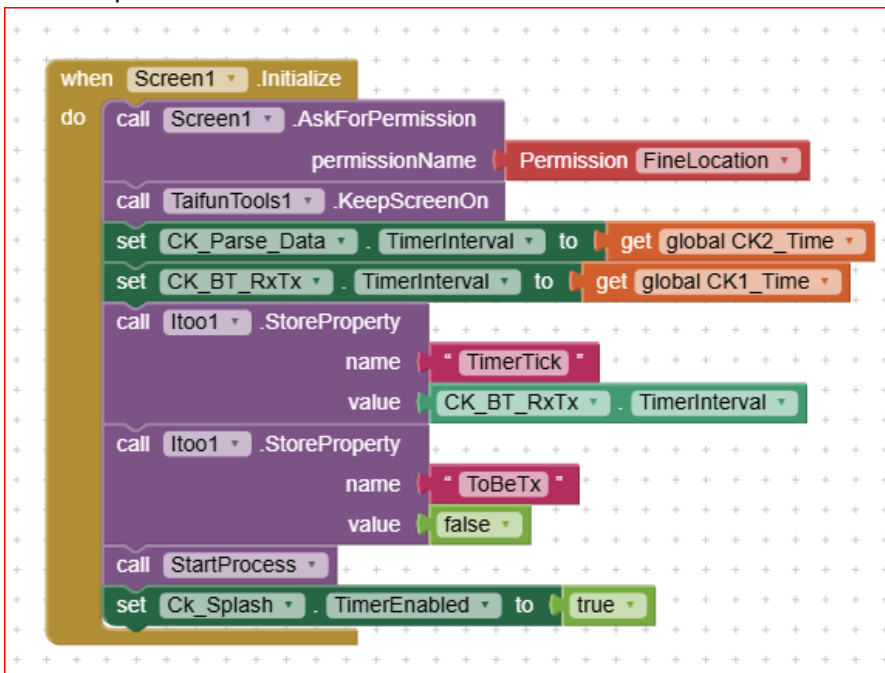 when Screen1 .Initialize
do call Screen1 .AskForPermission
permissionName Permission FineLocation
call TaifunTools1 .KeepScreenOn
set CK_Parse_Data . TimerInterval to get global CK2_Time
set CK_BT_RxTx . TimerInterval to get global CK1_Time
call Itoo1 .StoreProperty
name “ TimerTick ”
value CK_BT_RxTx . TimerInterval
call Itoo1 .StoreProperty
name “ ToBeTx ”
value false
call StartProcess
set Ck_Splash . TimerEnabled to true